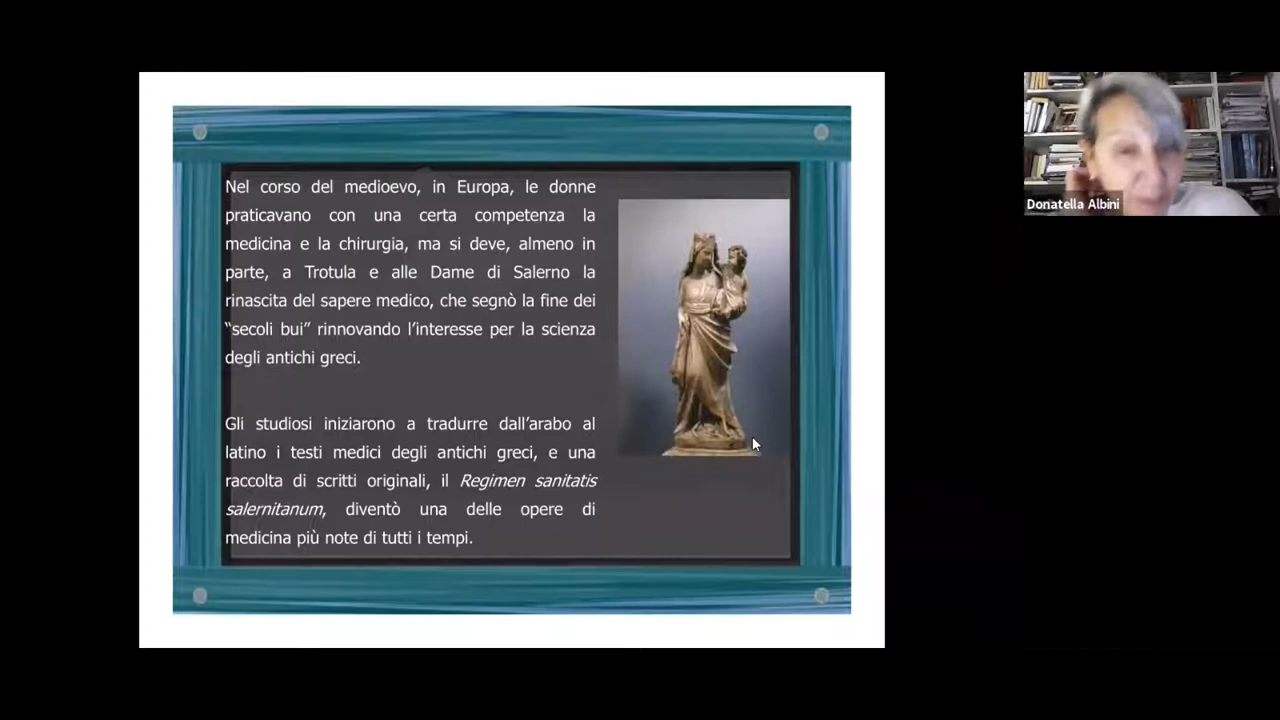 Nel corso del medioevo, in Europa, le donne
praticavano con una certa competenza la
medicina e la chirurgia, ma si deve, almeno in
parte, a Trotula e alle Dame di Salerno la
rinascita del sapere medico, che segnò la fine dei
“secoli bui” rinnovando l’interesse per la scienza
degli antichi greci.
Gli studiosi iniziarono a tradurre dall’arabo al
latino i testi medici degli antichi greci, e una
raccolta di scritti originali, il Regimen sanitatis
salernitanum, diventò una delle opere di
medicina più note di tutti i tempi.
Donatella Albini